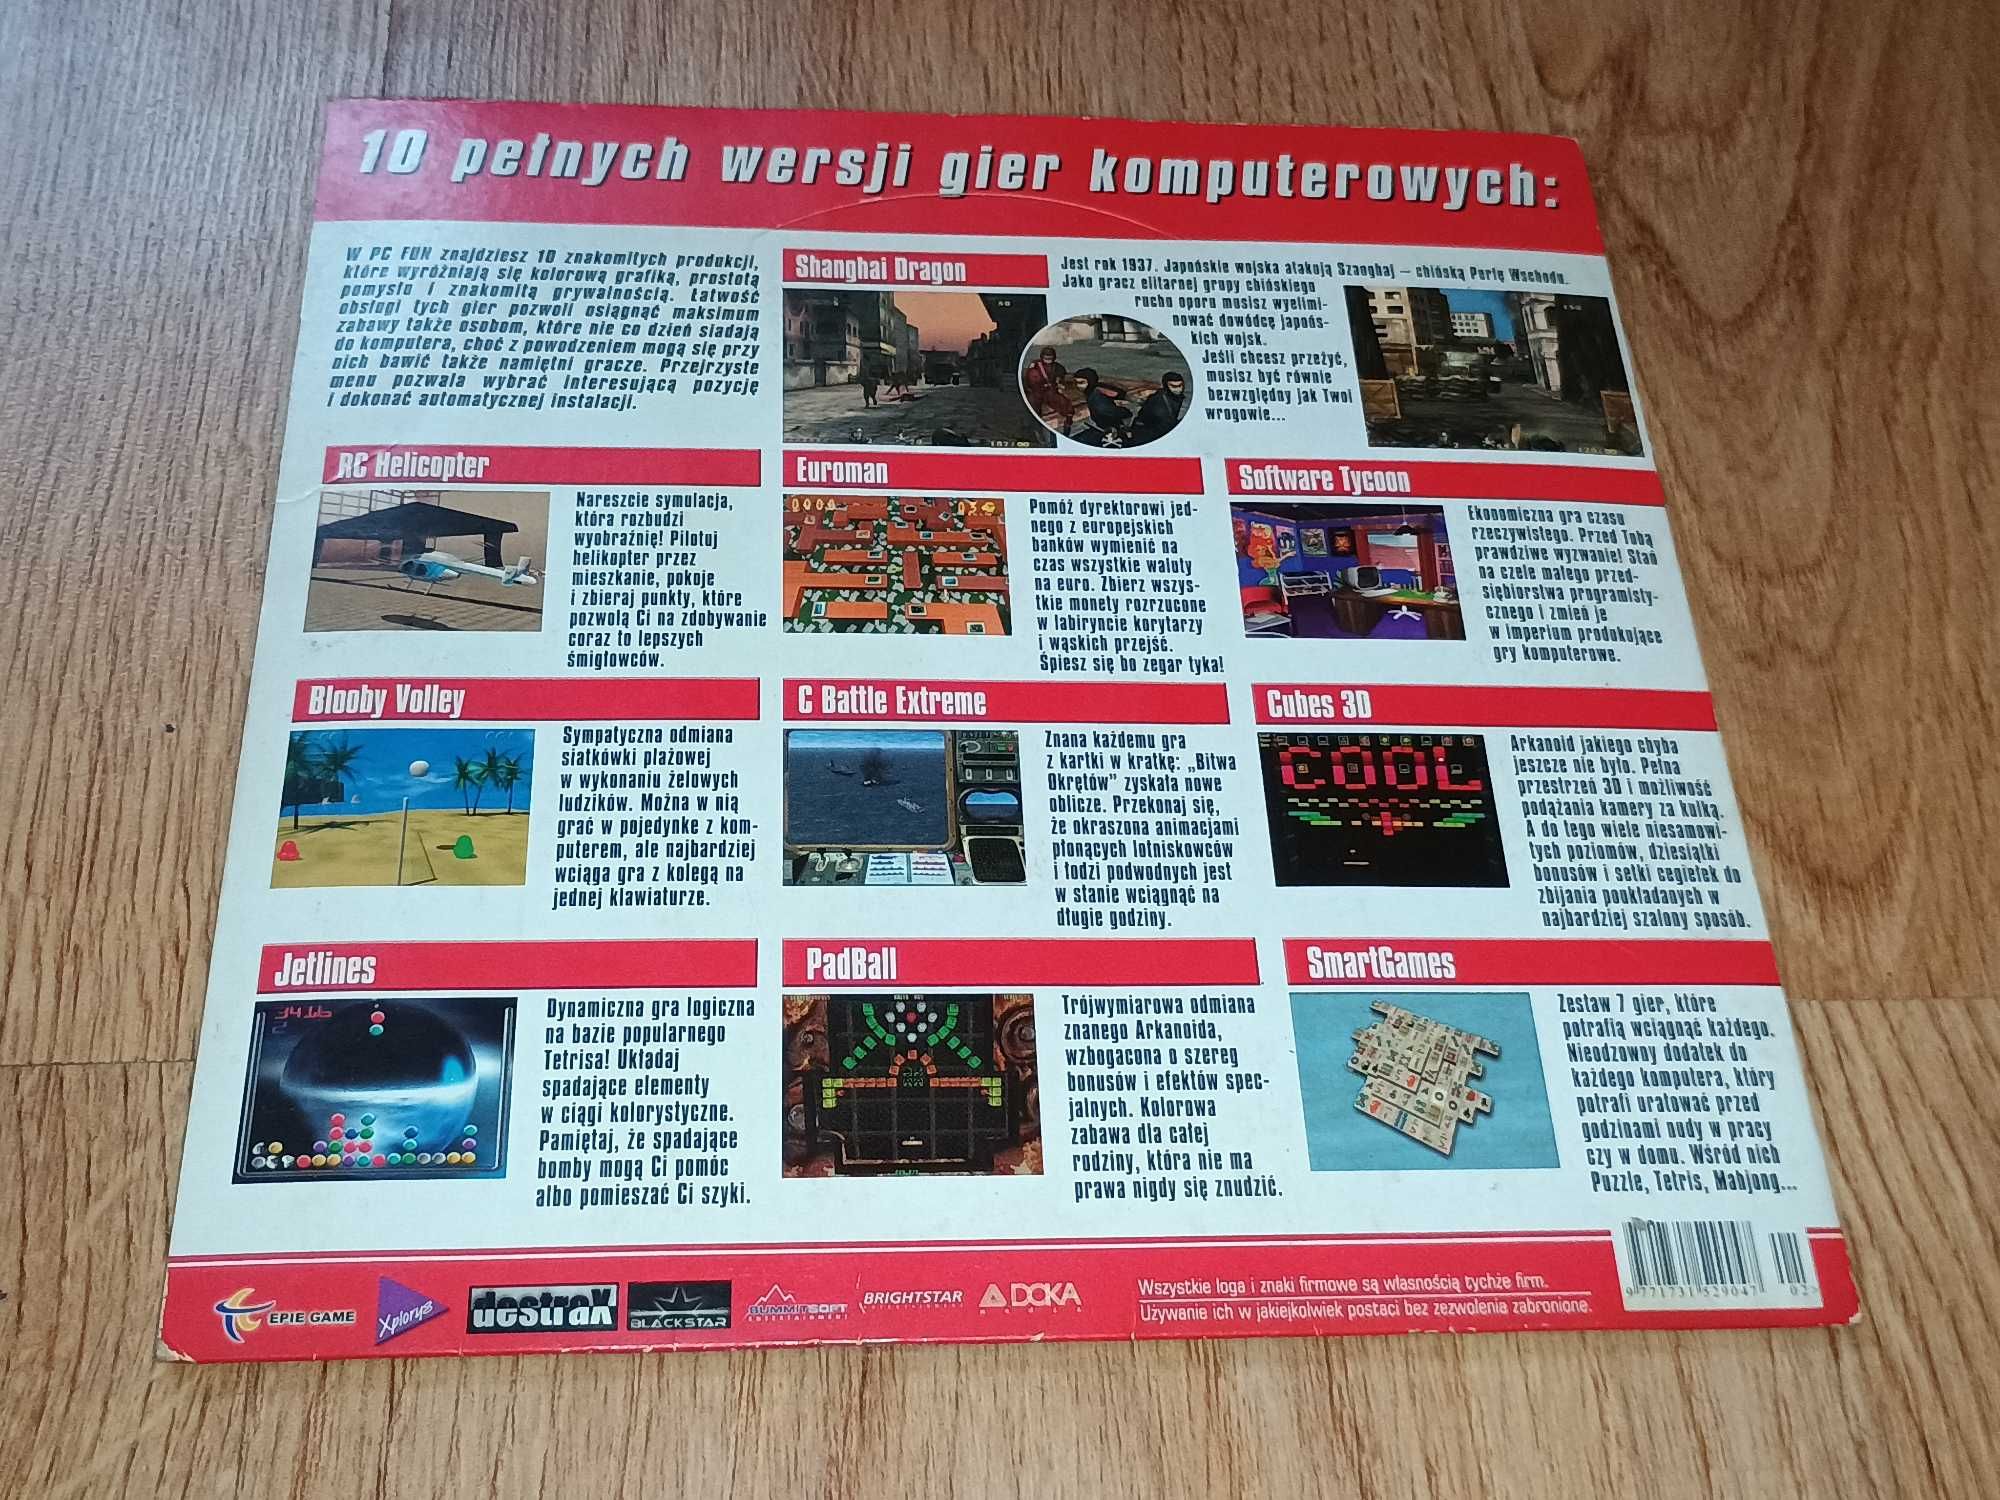 10 pełnych wersji gier komputerowych:
W PC FUN znajdziesz 10 znakomitych produkcji,
które wyróżniają się kolorową grafiką, prostotą
pomysłu i znakomitą grywalnością. Łatwość
obsługi tych gier pozwoli osiągnąć maksimum
zabawy także osobom, które nie co dzień siadają
do komputera, choć z powodzeniem mogą się przy
nich bawić także namiętni gracze. Przejrzyste
menu pozwala wybrać interesującą pozycję
i dokonać automatycznej instalacji.
Shanghai Dragon
Jest rok 1937. Japońskie wojska atakują Szanghaj – chińską Perłę Wschodu.
Jako gracz elitarnej grupy chińskiego
ruchu oporu musisz wyelimi-
nować dowódcę japońs-
kich wojsk.
Jeśli chcesz przeżyć,
musisz być równie
bezwzględny jak Twoi
wrogowie...
RC Helicopter
Nareszcie symulacja,
która rozbudzi
wyobraźnię! Pilotuj
helikopter przez
mieszkanie, pokoje
i zbieraj punkty, które
pozwolą Ci na zdobywanie
coraz to lepszych
śmigłowców.
Euroman
Pomóż dyrektorowi jed-
nego z europejskich
banków wymienić na
czas wszystkie waluty
na euro. Zbierz wszys-
tkie monety rozrzucone
w labiryncie korytarzy
i wąskich przejść.
Śpiesz się bo zegar tyka!
Software Tycoon
Ekonomiczna gra czasu
rzeczywistego. Przed Tobą
prawdziwe wyzwanie! Stań
na czele małego przed-
siębiorstwa programisty-
cznego i zmień je
w imperium produkujące
gry komputerowe.
Blooby Volley
Sympatyczna odmiana
siatkówki plażowej
w wykonaniu żelowych
ludzików. Można w nią
grać w pojedynke z kom-
puterem, ale najbardziej
wciąga gra z kolegą na
jednej klawiaturze.
C Battle Extreme
Znana każdemu gra
z kartki w kratkę: „Bitwa
Okrętów” zyskała nowe
oblicze. Przekonaj się,
że okraszona animacjami
płonących lotniskowców
i łodzi podwodnych jest
w stanie wciągnąć na
długie godziny.
Cubes 3D
COOL
Arkanoid jakiego chyba
jeszcze nie było. Pełna
przestrzeń 3D i możliwość
podążania kamery za kulką.
A do tego wiele niesamowi-
tych poziomów, dziesiątki
bonusów i setki cegiełek do
zbijania poukładanych w
najbardziej szalony sposób.
Jetlines
3416
Dynamiczna gra logiczna
na bazie popularnego
Tetrisa! Układaj
spadające elementy
w ciągi kolorystyczne.
Pamiętaj, że spadające
bomby mogą Ci pomóc
albo pomieszać Ci szyki.
PadBall
Trójwymiarowa odmiana
znanego Arkanoida,
wzbogacona o szereg
bonusów i efektów spec-
jalnych. Kolorowa
zabawa dla całej
rodziny, która nie ma
prawa nigdy się znudzić.
SmartGames
Zestaw 7 gier, które
potrafią wciągnąć każdego.
Nieodzowny dodatek do
każdego komputera, który
potrafi uratować przed
godzinami nudy w pracy
czy w domu. Wśród nich
Puzzle, Tetris, Mahjong...
EPIE GAME
Xplorys
destraX
BLACKSTAR
SUMMITSOFT
ENTERTAINMENT
BRIGHTSTAR
ENTERTAINMENT
DOKA
media
Wszystkie loga i znaki firmowe są własnością tychże firm.
Używanie ich w jakiejkolwiek postaci bez zezwolenia zabronione.
9 771731 529047 02>